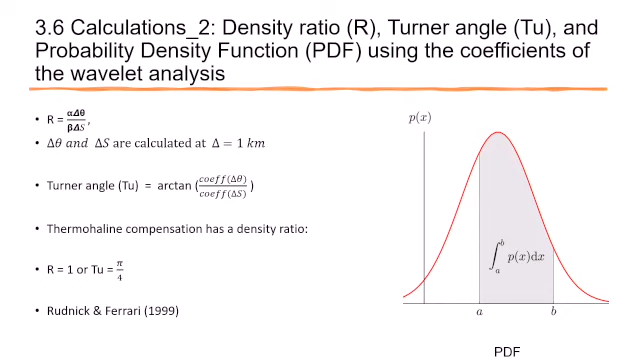 3.6 Calculations_2: Density ratio (R), Turner angle (Tu), and
Probability Density Function (PDF) using the coefficients of
the wavelet analysis
• R = αΔθ/βΔS,
• Δθ and ΔS are calculated at Δ = 1 km
• Turner angle (Tu) = arctan (coeff(Δθ)/coeff(ΔS))
• Thermohaline compensation has a density ratio:
• R = 1 or Tu = π/4
• Rudnick & Ferrari (1999)
p(x)
∫_a^b p(x)dx
a b
PDF